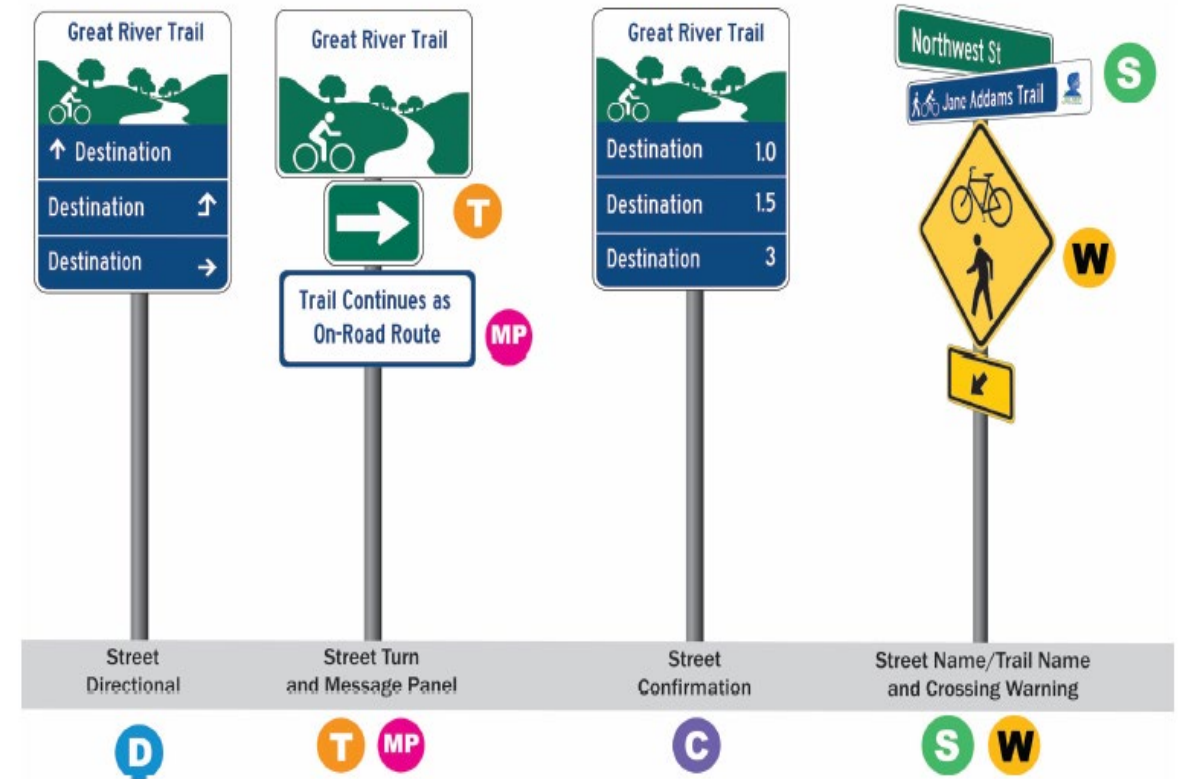 Great River Trail
↑ Destination
Destination
Destination →
Great River Trail
T
Trail Continues as
On-Road Route
MP
Great River Trail
Destination 1.0
Destination 1.5
Destination 3
Northwest St
Jane Addams Trail
S
W
Street
Directional
Street Turn
and Message Panel
Street
Confirmation
Street Name/Trail Name
and Crossing Warning
D
T MP
C
S W